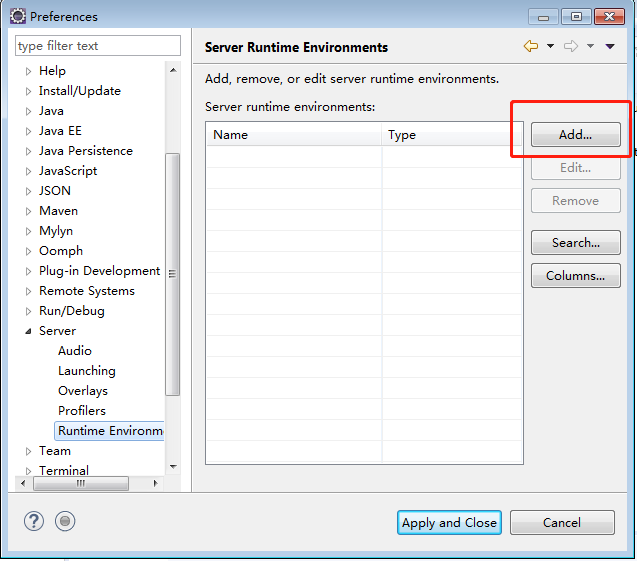 Preferences
type filter text
Help
Install/Update
Java
Java EE
Java Persistence
JavaScript
JSON
Maven
Mylyn
Oomph
Plug-in Development
Remote Systems
Run/Debug
Server
Audio
Launching
Overlays
Profilers
Runtime Environm
Team
Terminal
Server Runtime Environments
Add, remove, or edit server runtime environments.
Server runtime environments:
Name Type
Add...
Edit...
Remove
Search...
Columns...
?
Apply and Close
Cancel